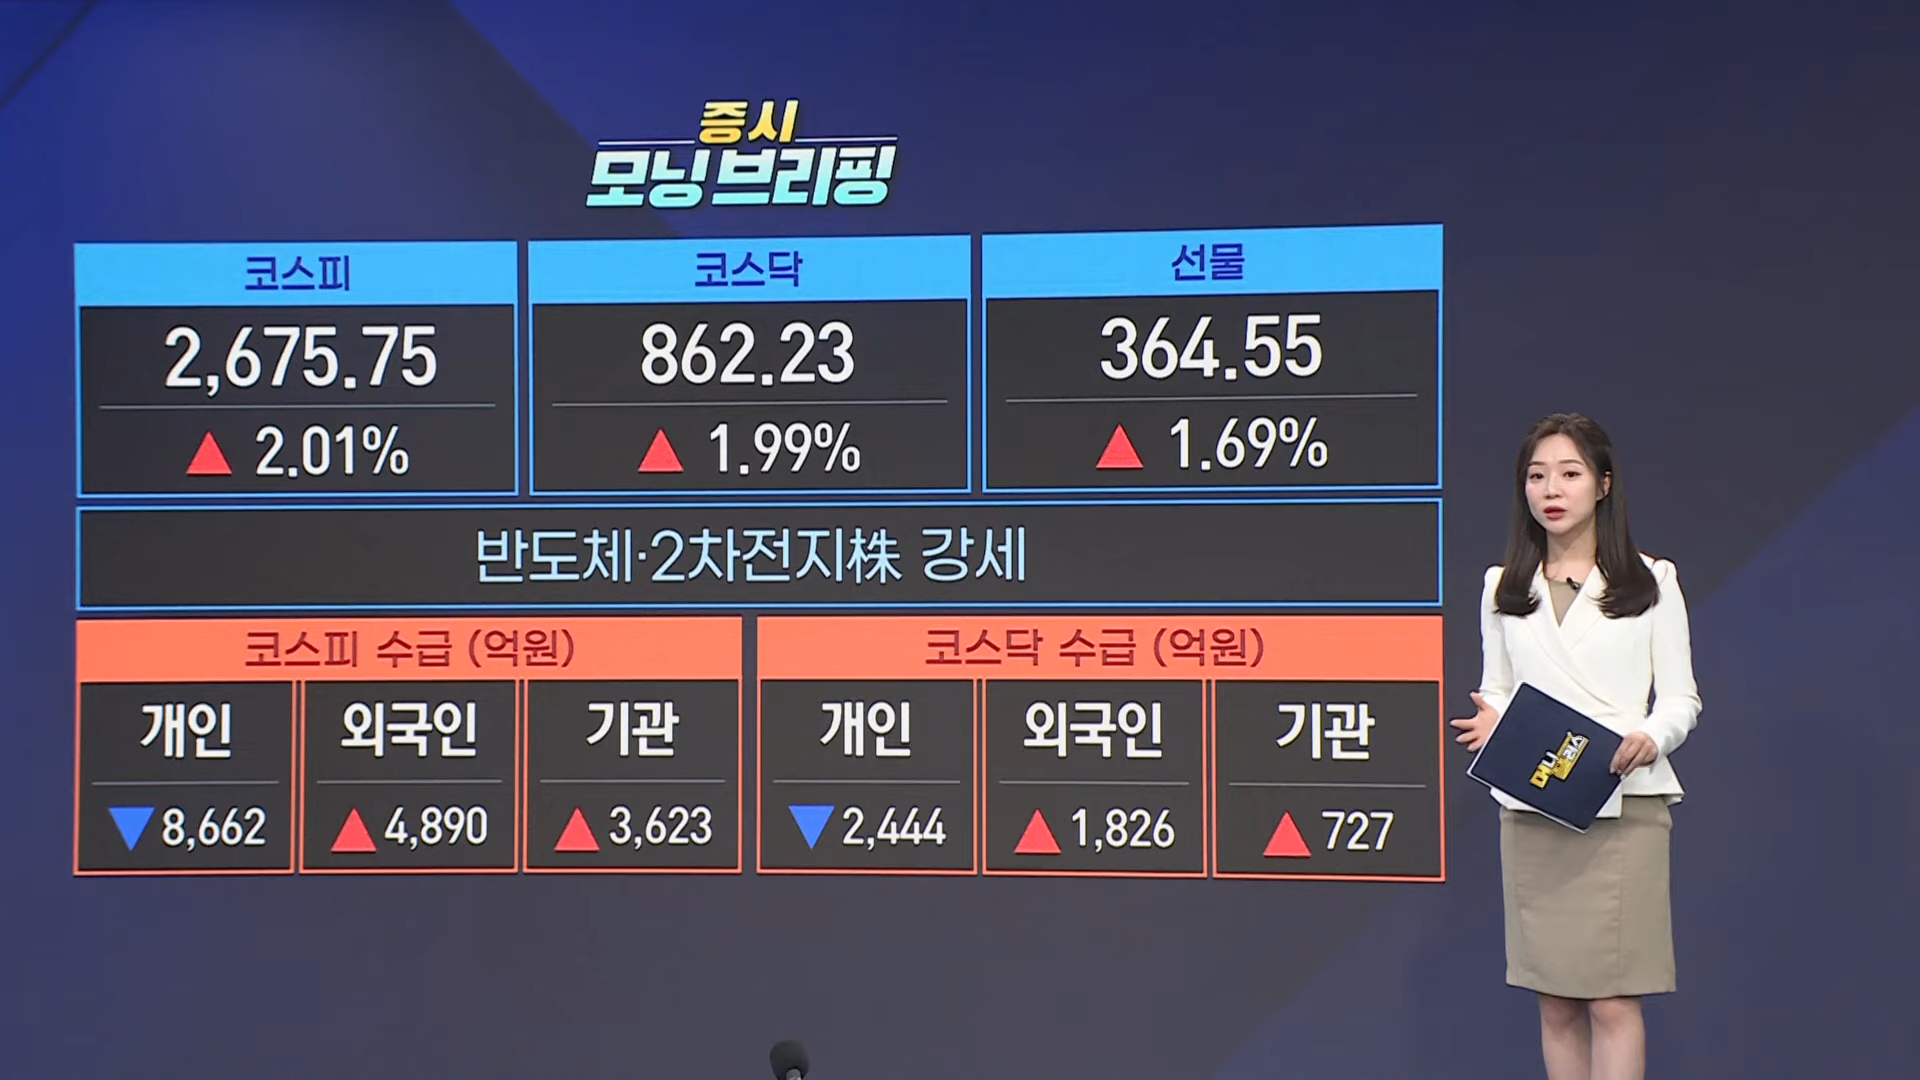 증시
모닝브리핑
코스피 코스닥 선물
2,675.75 862.23 364.55
▲ 2.01% ▲ 1.99% ▲ 1.69%
반도체·2차전지株 강세
코스피 수급 (억원) 코스닥 수급 (억원)
개인 외국인 기관 개인 외국인 기관
▼8,662 ▲4,890 ▲3,623 ▼2,444 ▲1,826 ▲727
머니